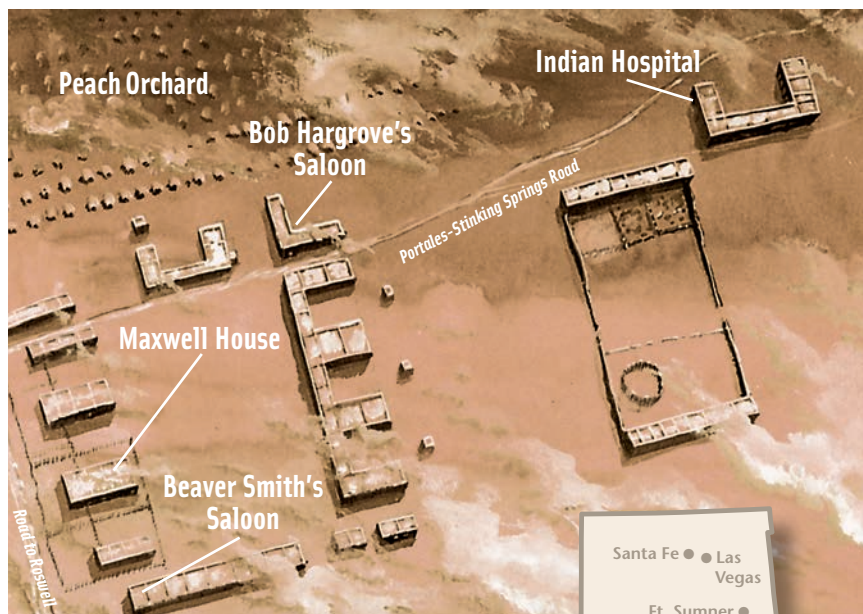 Peach Orchard
Indian Hospital
Bob Hargrove's
Saloon
Portales-Stinking Springs Road
Maxwell House
Beaver Smith's
Saloon
Road to Roswell
Santa Fe
Las
Vegas
Ft. Sumner